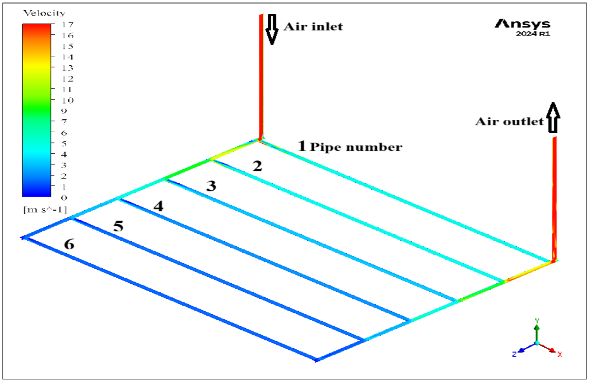 Velocity
17
16
15
14
13
12
11
10
9
8
7
6
5
4
3
2
1
0
[m s^-1]
Air inlet
Ansys
2024 R1
Air outlet
1 Pipe number
2
3
4
5
6
Y
Z
X